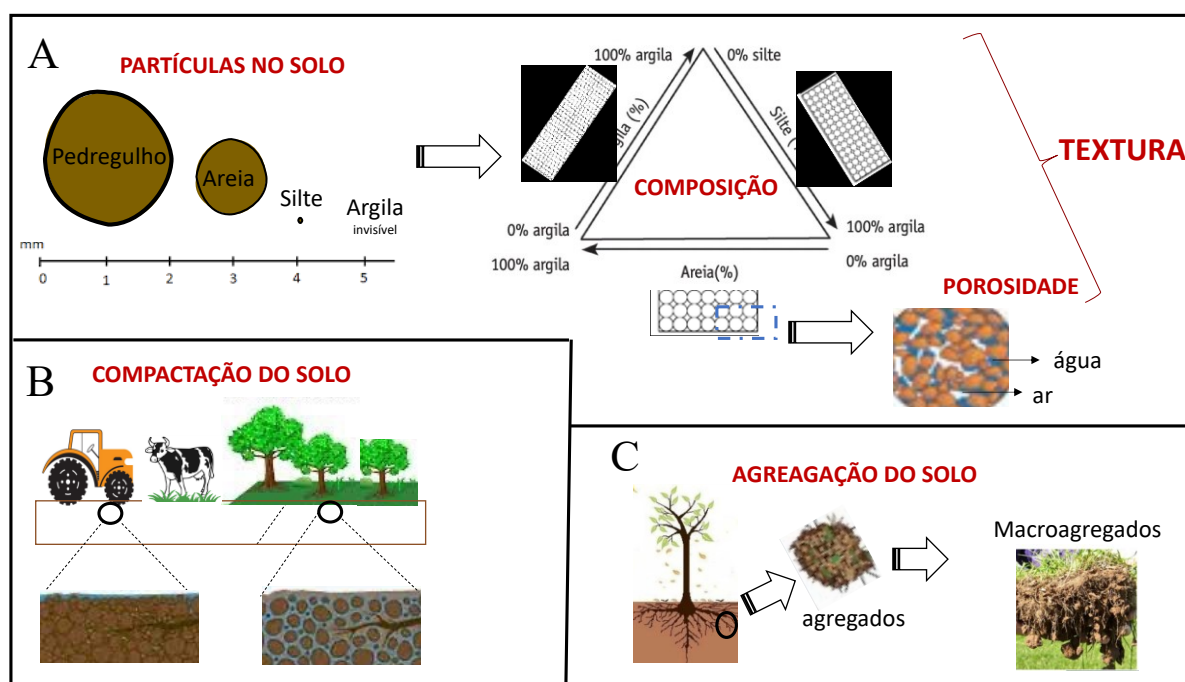 A
PARTÍCULAS NO SOLO
Pedregulho
Areia
Silte
Argila
invisível
mm
0 1 2 3 4 5
100% argila
0% silte
(%)
Silte (
COMPOSIÇÃO
0% argila
100% argila
100% argila
0% argila
Areia(%)
TEXTURA
POROSIDADE
água
ar
B
COMPACTAÇÃO DO SOLO
C
AGREAGAÇÃO DO SOLO
agregados
Macroagregados